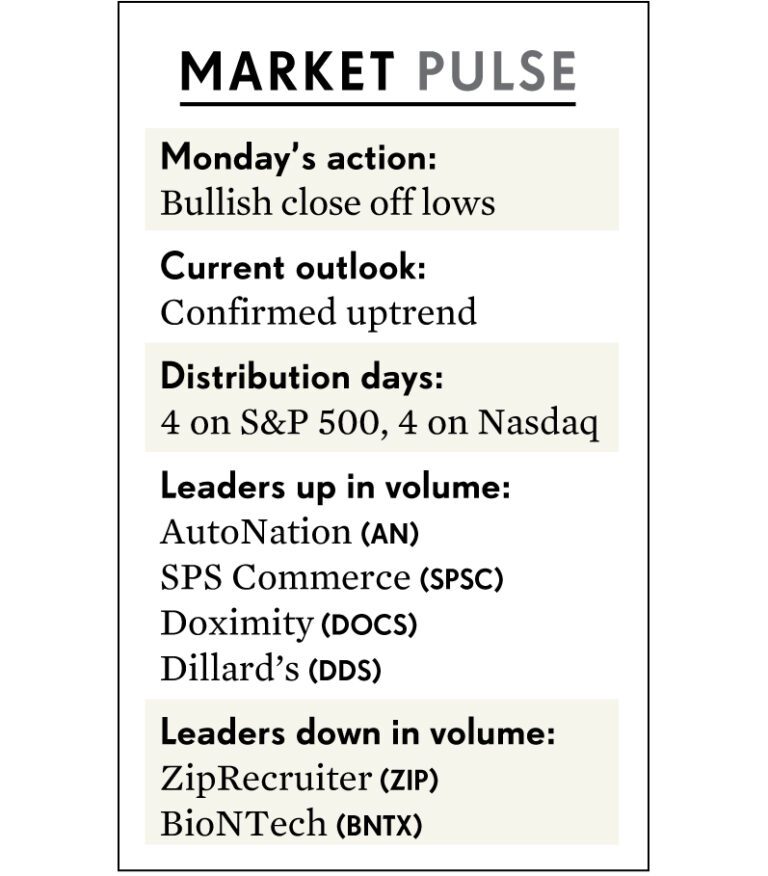 MARKET PULSE
Monday’s action:
Bullish close off lows
Current outlook:
Confirmed uptrend
Distribution days:
4 on S&P 500, 4 on Nasdaq
Leaders up in volume:
AutoNation (AN)
SPS Commerce (SPSC)
Doximity (DOCS)
Dillard’s (DDS)
Leaders down in volume:
ZipRecruiter (ZIP)
BioNTech (BNTX)